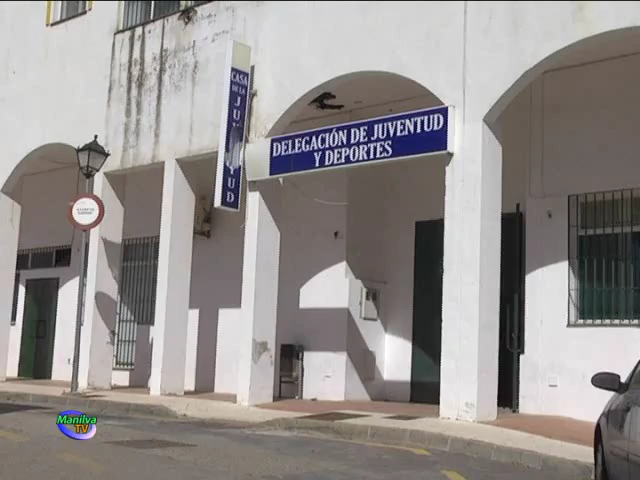 CASA
DE LA
JUVENTUD
DELEGACIÓN DE JUVENTUD
Y DEPORTES
Manilva
TV